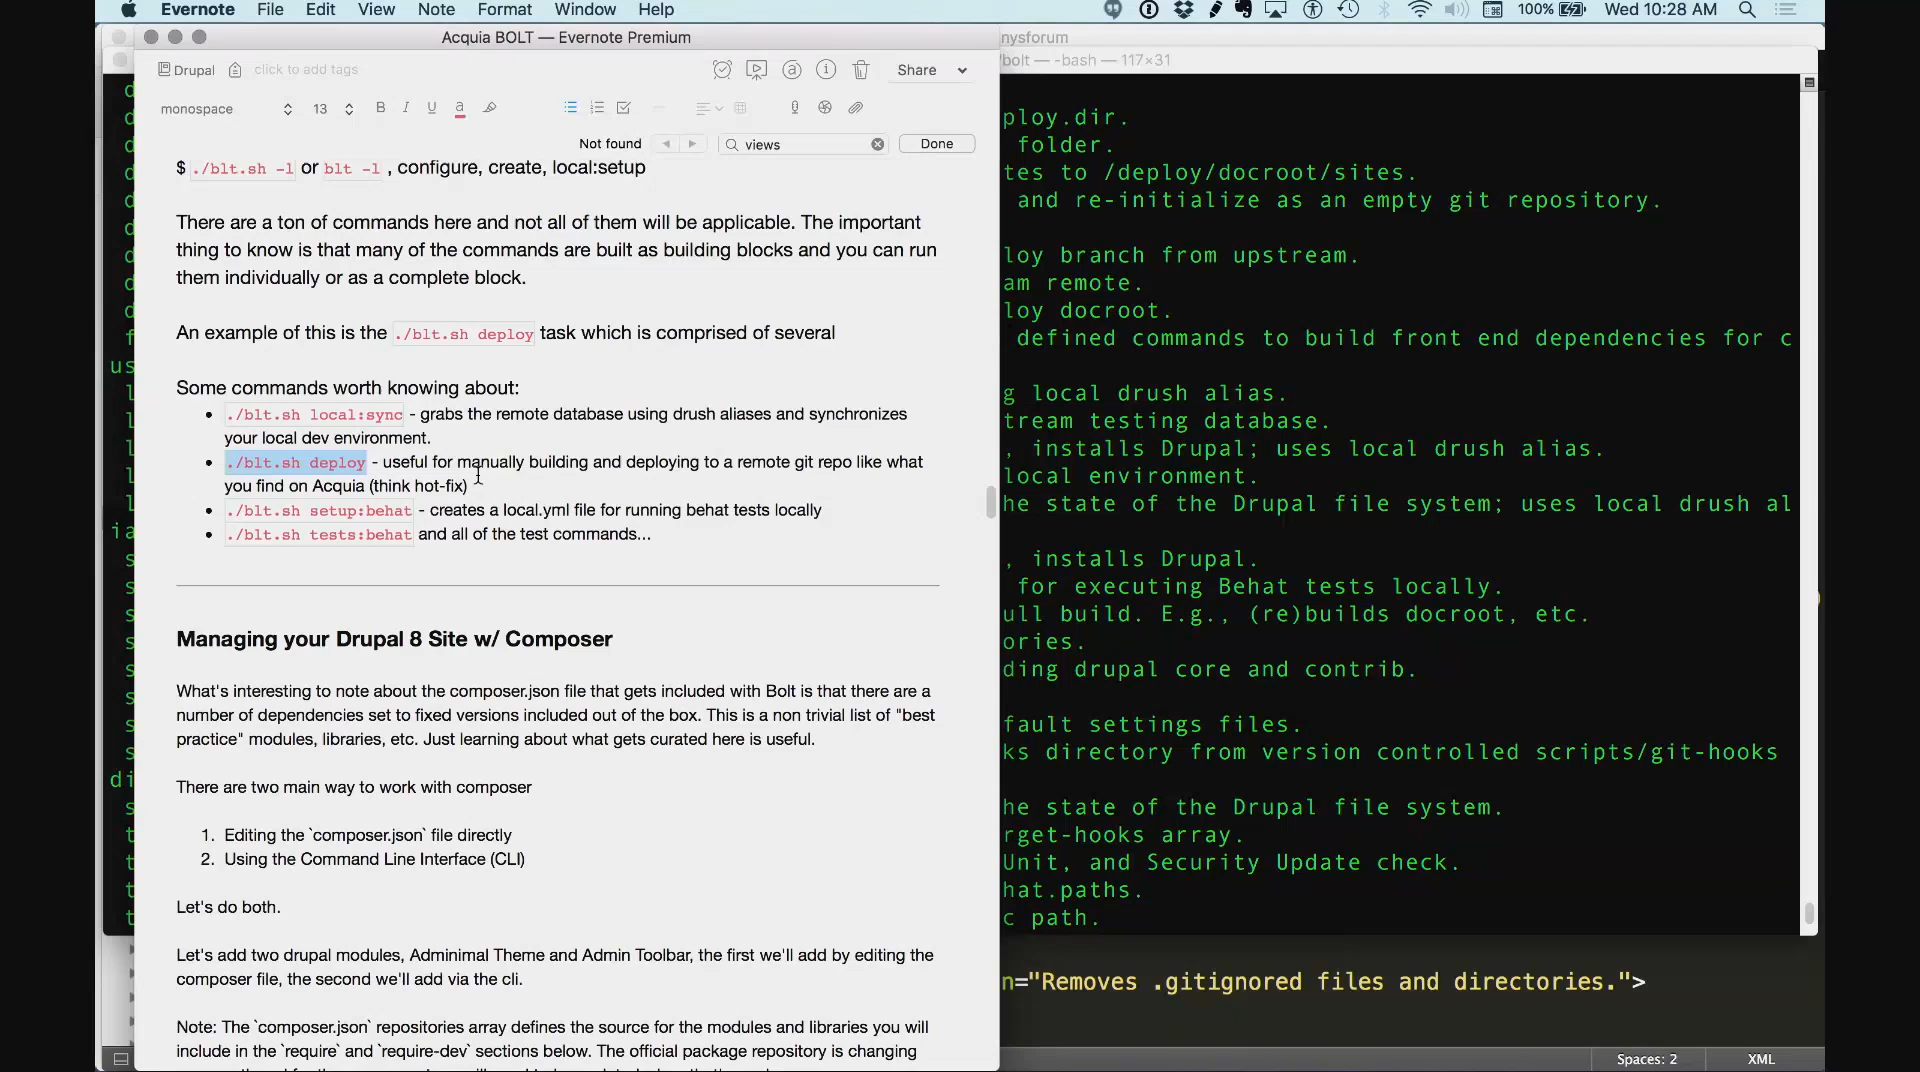 Evernote File Edit View Note Format Window Help 100% Wed 10:28 AM
Acquia BOLT — Evernote Premium
nysforum
bolt — -bash — 117×31
Drupal click to add tags Share
monospace 13 B I U a
Not found views Done
$ ./blt.sh -l or blt -l , configure, create, local:setup
There are a ton of commands here and not all of them will be applicable. The important
thing to know is that many of the commands are built as building blocks and you can run
them individually or as a complete block.
An example of this is the ./blt.sh deploy task which is comprised of several
Some commands worth knowing about:
• ./blt.sh local:sync - grabs the remote database using drush aliases and synchronizes
your local dev environment.
• ./blt.sh deploy - useful for manually building and deploying to a remote git repo like what
you find on Acquia (think hot-fix)
• ./blt.sh setup:behat - creates a local.yml file for running behat tests locally
• ./blt.sh tests:behat and all of the test commands...
Managing your Drupal 8 Site w/ Composer
What's interesting to note about the composer.json file that gets included with Bolt is that there are a
number of dependencies set to fixed versions included out of the box. This is a non trivial list of "best
practice" modules, libraries, etc. Just learning about what gets curated here is useful.
There are two main way to work with composer
1. Editing the `composer.json` file directly
2. Using the Command Line Interface (CLI)
Let's do both.
Let's add two drupal modules, Adminimal Theme and Admin Toolbar, the first we'll add by editing the
composer file, the second we'll add via the cli.
Note: The `composer.json` repositories array defines the source for the modules and libraries you will
include in the `require` and `require-dev` sections below. The official package repository is changing
ploy.dir.
folder.
tes to /deploy/docroot/sites.
and re-initialize as an empty git repository.
loy branch from upstream.
am remote.
loy docroot.
defined commands to build front end dependencies for c
us
g local drush alias.
tream testing database.
, installs Drupal; uses local drush alias.
local environment.
he state of the Drupal file system; uses local drush al
ia
, installs Drupal.
for executing Behat tests locally.
ull build. E.g., (re)builds docroot, etc.
ories.
ding drupal core and contrib.
fault settings files.
ks directory from version controlled scripts/git-hooks
di
he state of the Drupal file system.
rget-hooks array.
Unit, and Security Update check.
hat.paths.
c path.
n="Removes .gitignored files and directories.">
Spaces: 2 XML